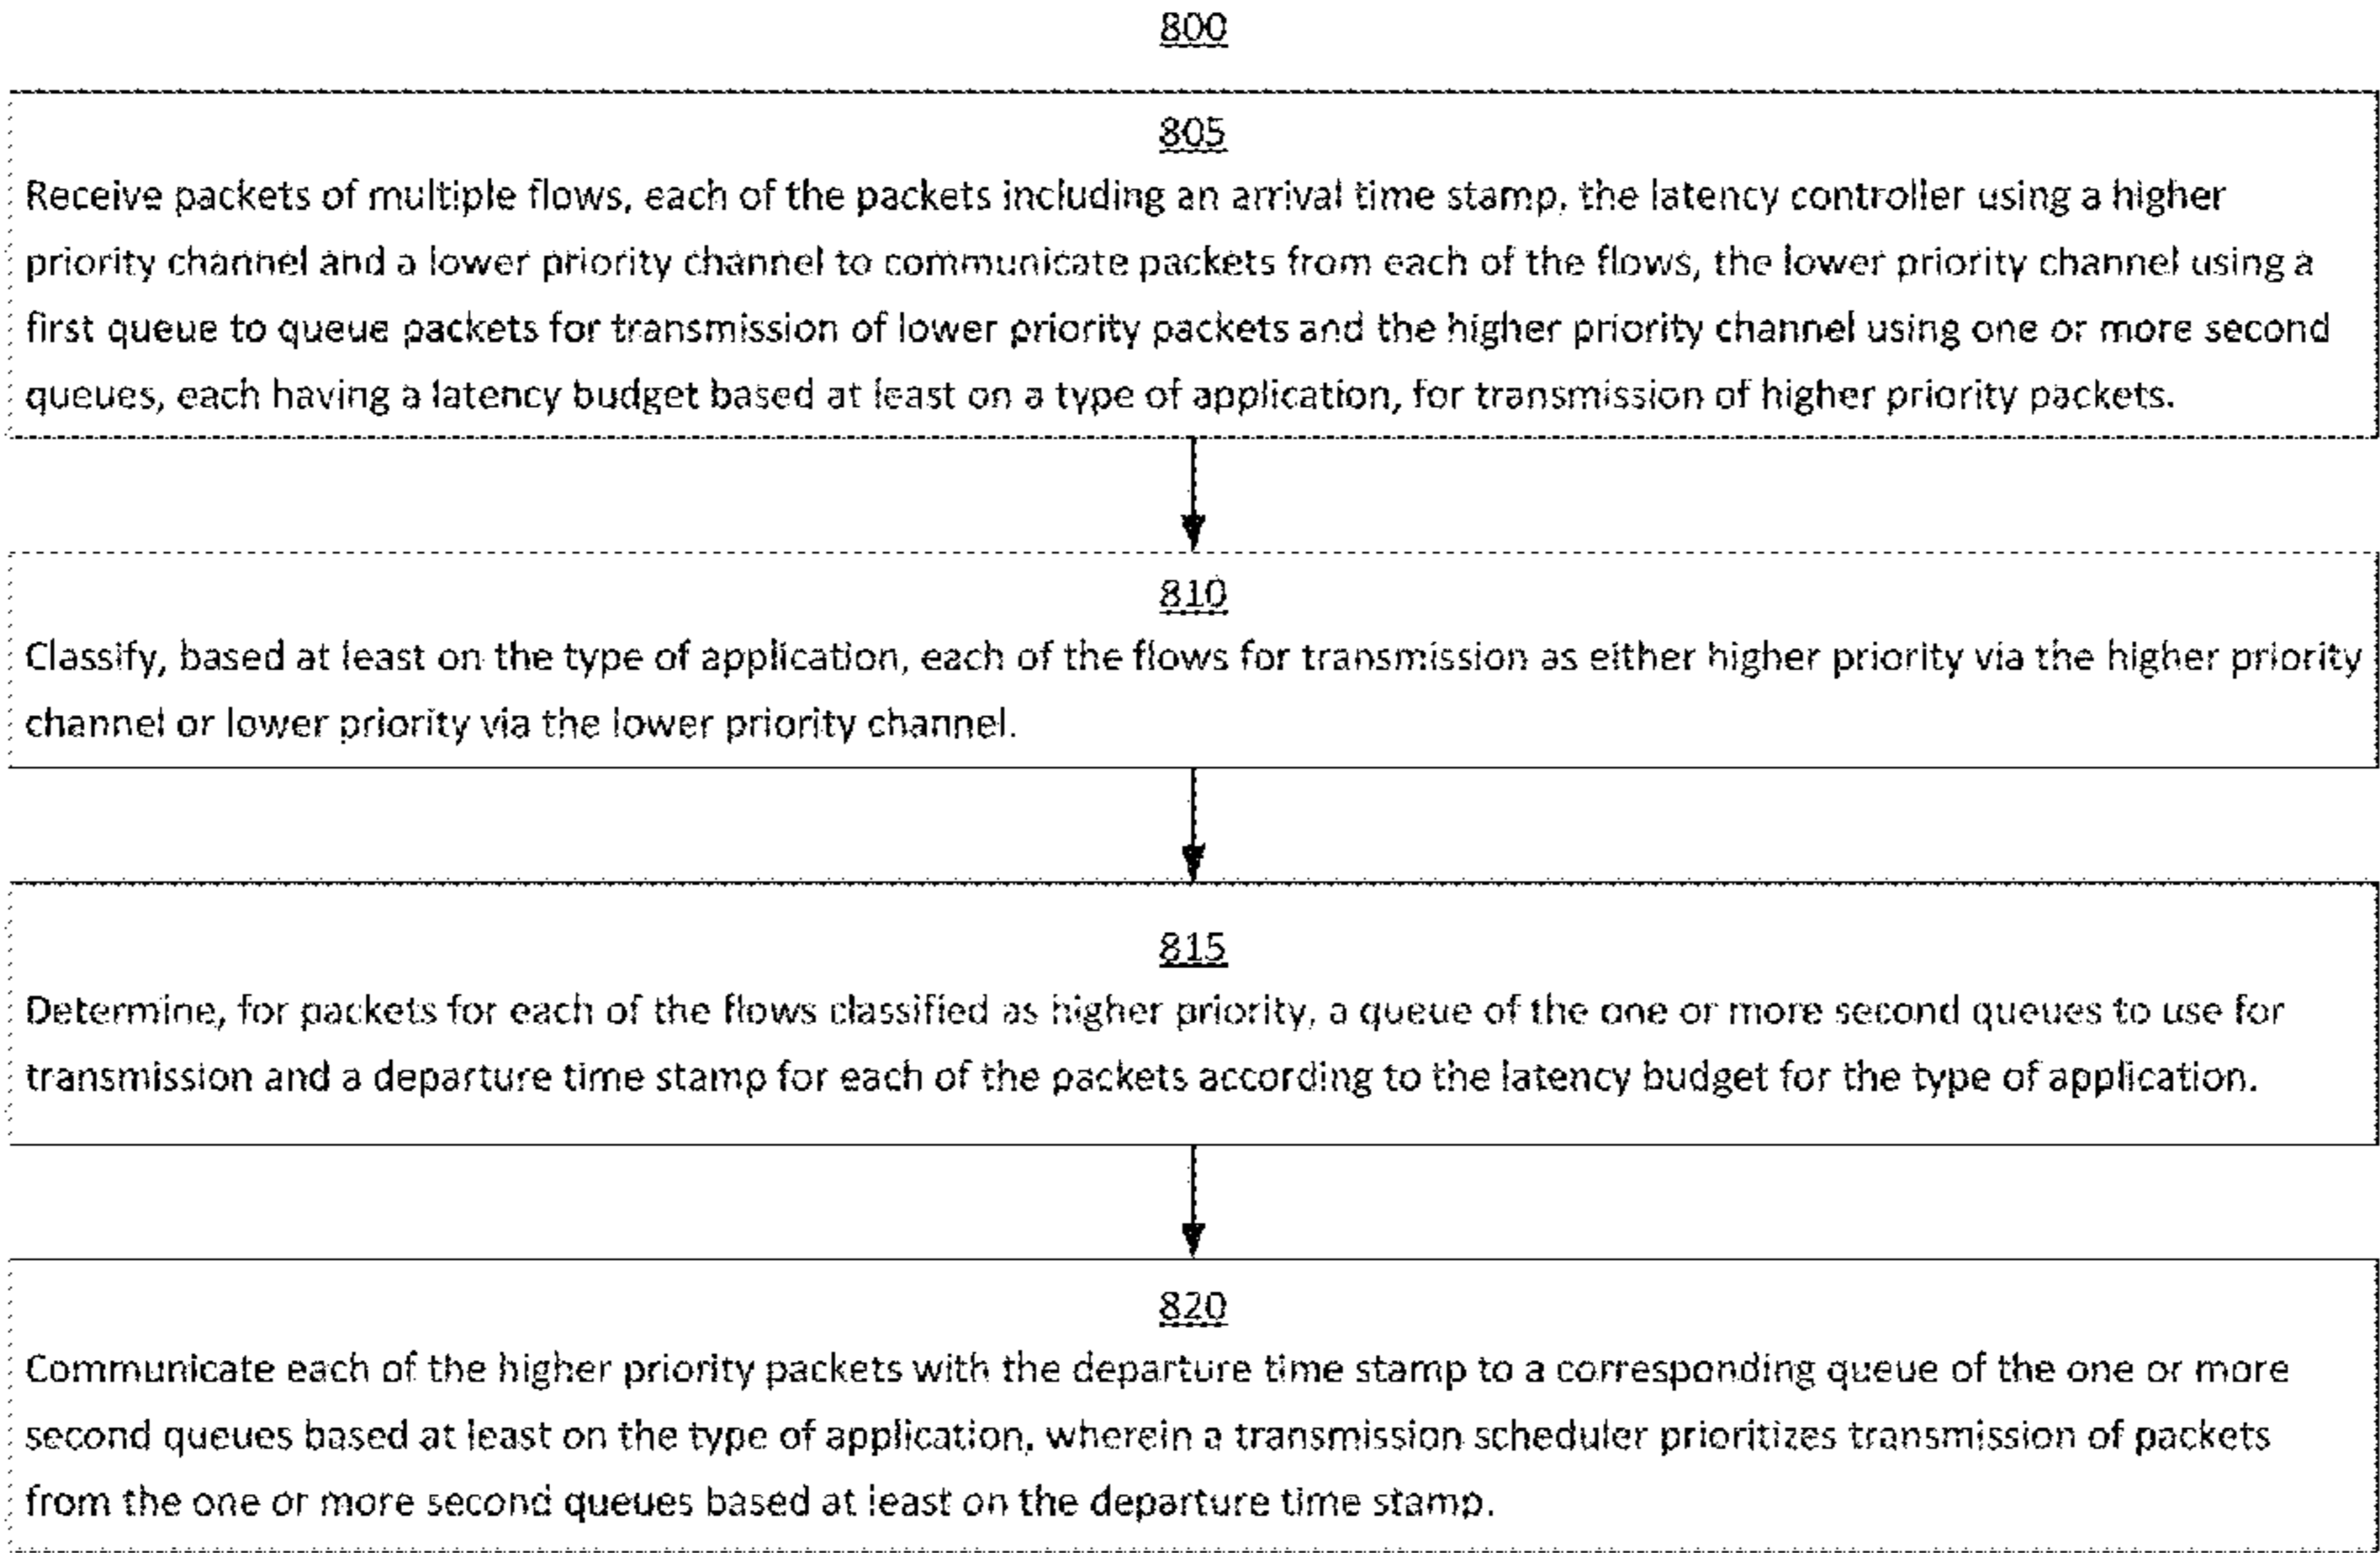 800
805
Receive packets of multiple flows, each of the packets including an arrival time stamp, the latency controller using a higher
priority channel and a lower priority channel to communicate packets from each of the flows, the lower priority channel using a
first queue to queue packets for transmission of lower priority packets and the higher priority channel using one or more second
queues, each having a latency budget based at least on a type of application, for transmission of higher priority packets.
810
Classify, based at least on the type of application, each of the flows for transmission as either higher priority via the higher priority
channel or lower priority via the lower priority channel.
815
Determine, for packets for each of the flows classified as higher priority, a queue of the one or more second queues to use for
transmission and a departure time stamp for each of the packets according to the latency budget for the type of application.
820
Communicate each of the higher priority packets with the departure time stamp to a corresponding queue of the one or more
second queues based at least on the type of application, wherein a transmission scheduler prioritizes transmission of packets
from the one or more second queues based at least on the departure time stamp.